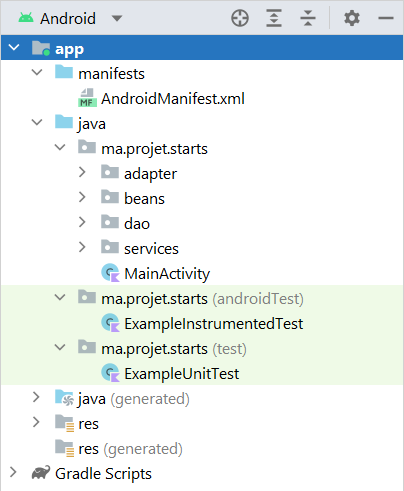 Android
app
manifests
MF AndroidManifest.xml
java
ma.projet.starts
adapter
beans
dao
services
MainActivity
ma.projet.starts (androidTest)
ExampleInstrumentedTest
ma.projet.starts (test)
ExampleUnitTest
java (generated)
res
res (generated)
Gradle Scripts